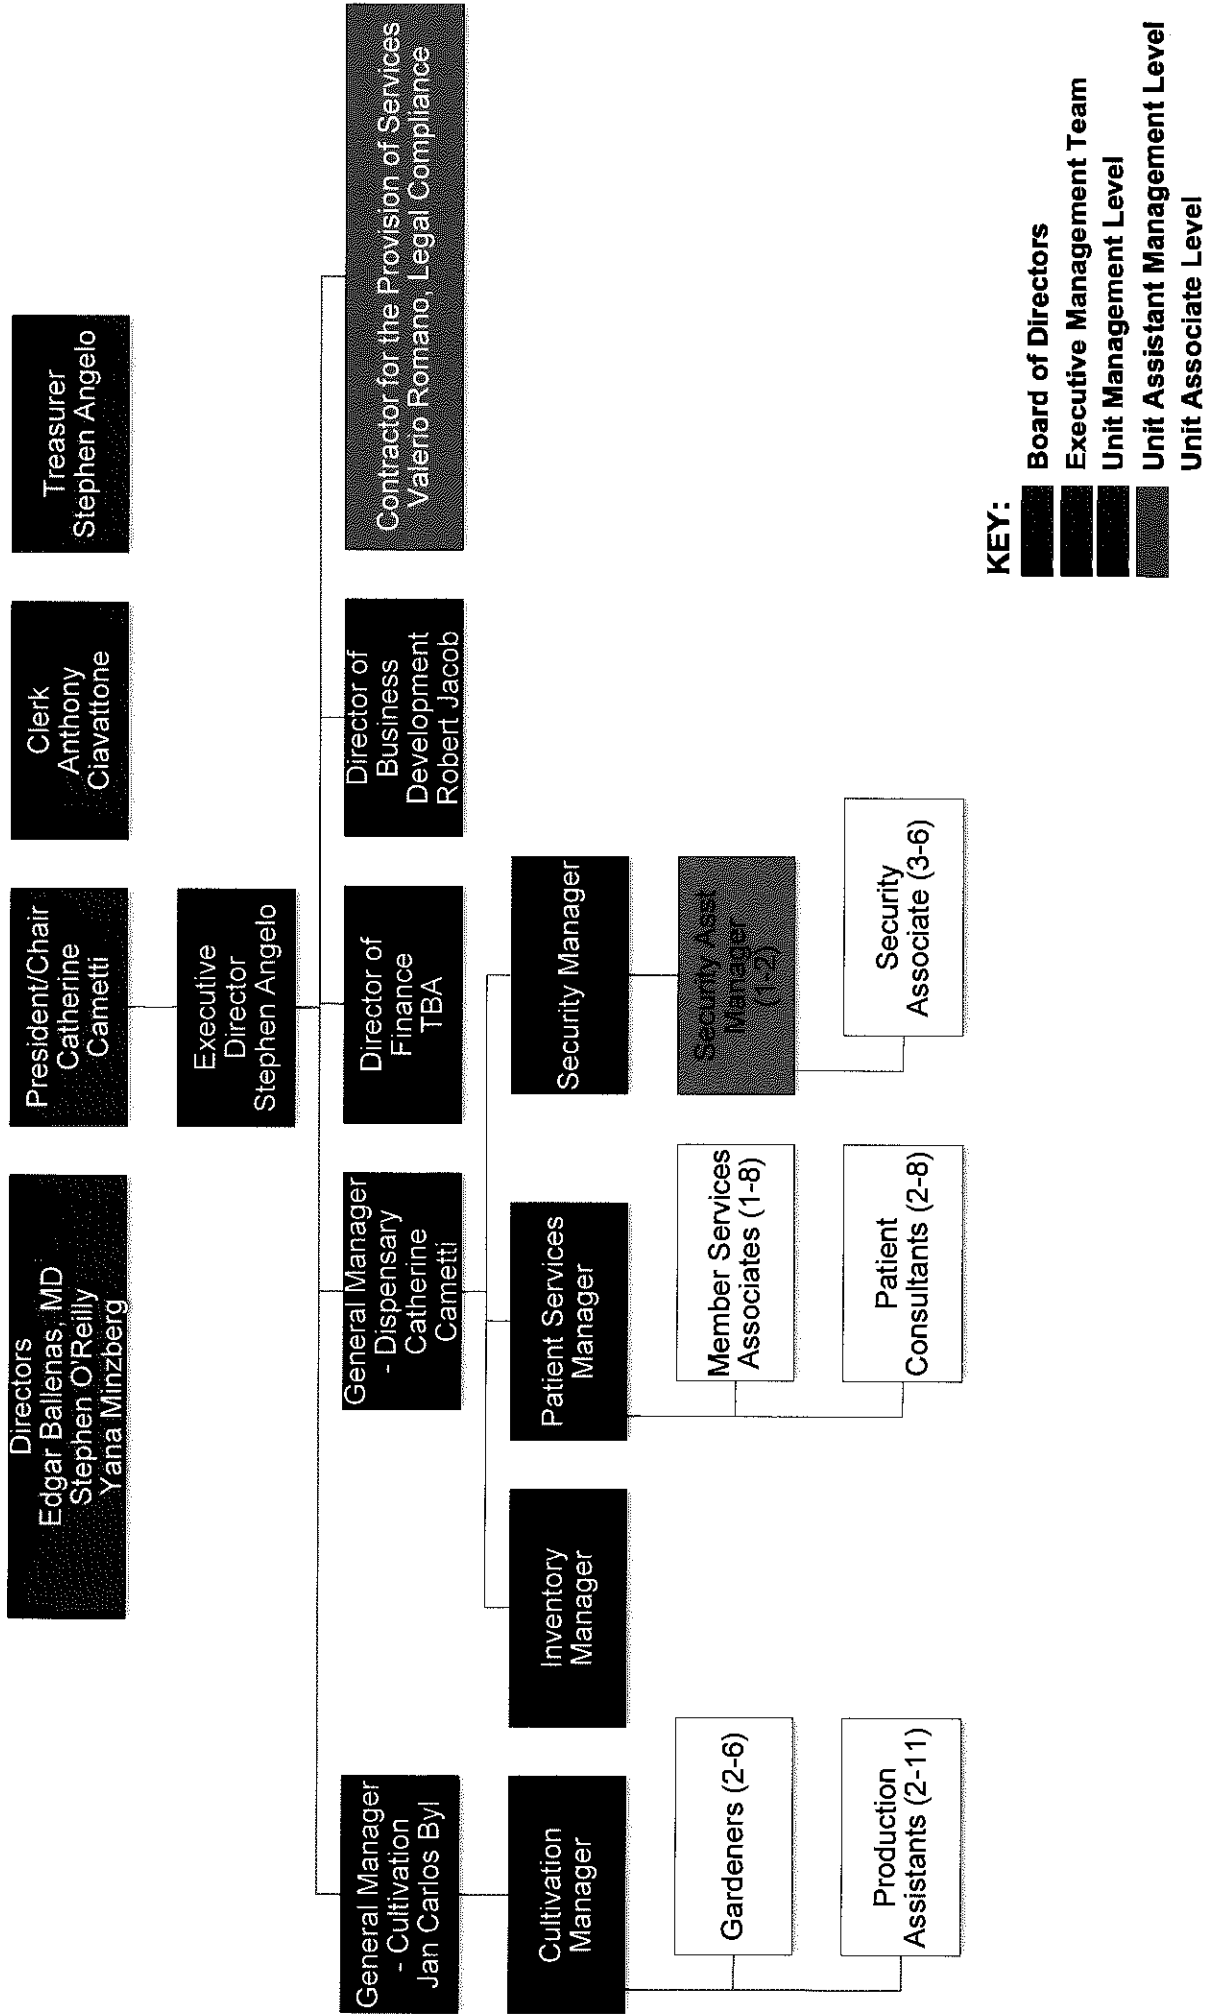 Directors
Edgar Ballenas, MD
Stephen O'Reilly
Yana Minzberg
President/Chair
Catherine
Cametti
Clerk
Anthony
Ciavattone
Treasurer
Stephen Angelo
Executive
Director
Stephen Angelo
General Manager
- Cultivation
Jan Carlos Byl
General Manager
- Dispensary
Catherine
Cametti
Director of
Finance
TBA
Director of
Business
Development
Robert Jacob
Contractor for the Provision of Services
Valerio Romano, Legal Compliance
Cultivation
Manager
Inventory
Manager
Patient Services
Manager
Security Manager
Gardeners (2-6)
Member Services
Associates (1-8)
Security Asst
Manager
(1-2)
Production
Assistants (2-11)
Patient
Consultants (2-8)
Security
Associate (3-6)
KEY:
Board of Directors
Executive Management Team
Unit Management Level
Unit Assistant Management Level
Unit Associate Level